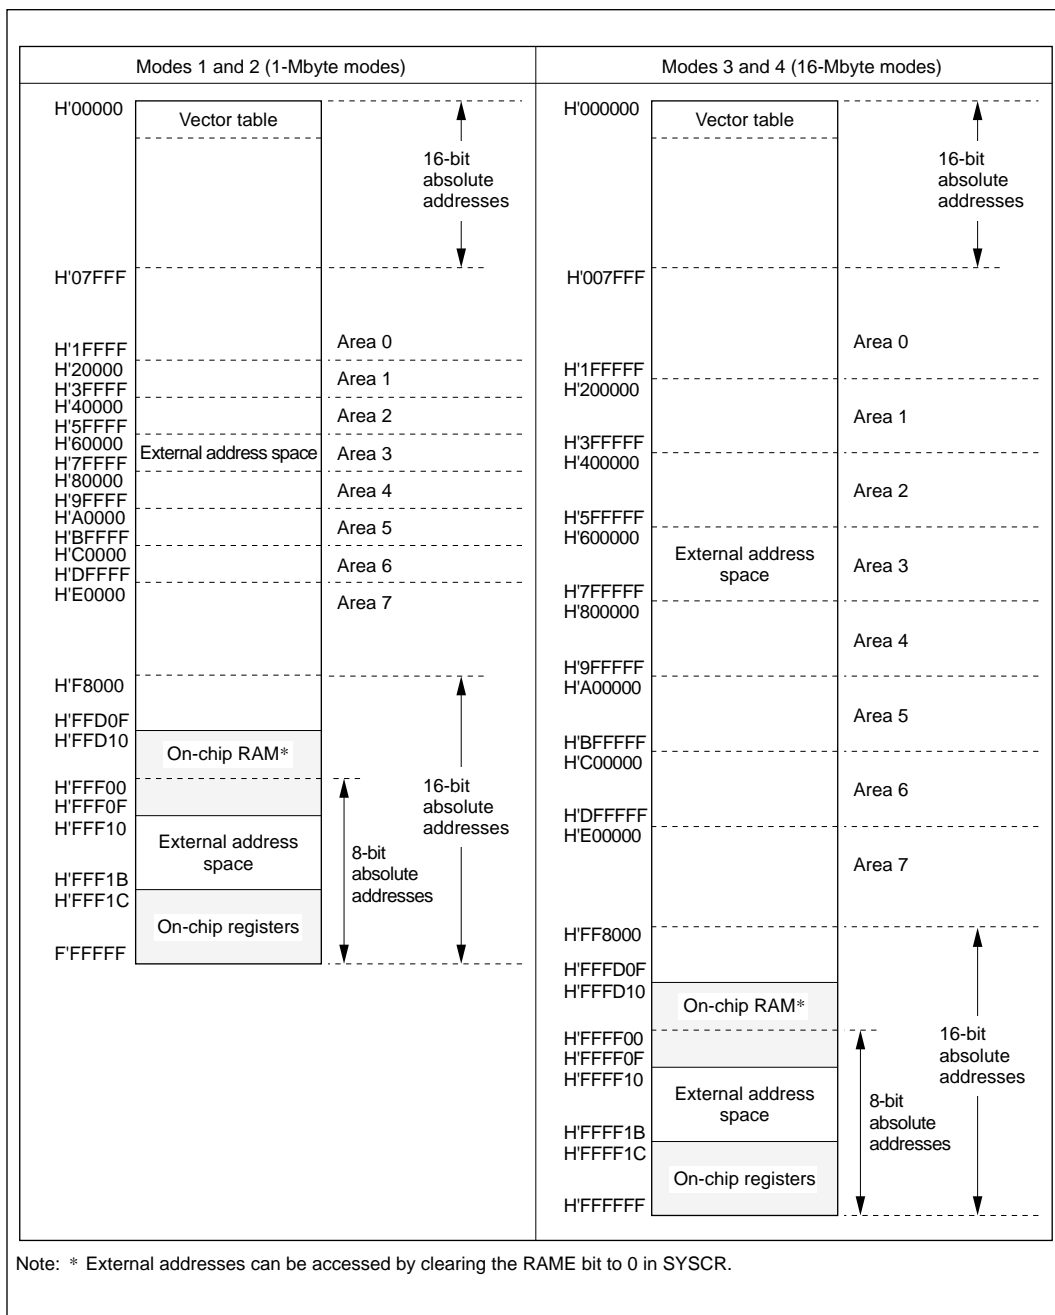 Modes 1 and 2 (1-Mbyte modes)
H'00000
Vector table
16-bit
absolute
addresses
H'07FFF
Area 0
H'1FFFF
H'20000
Area 1
H'3FFFF
H'40000
Area 2
H'5FFFF
H'60000
External address space
Area 3
H'7FFFF
H'80000
Area 4
H'9FFFF
H'A0000
Area 5
H'BFFFF
H'C0000
Area 6
H'DFFFF
H'E0000
Area 7
H'F8000
H'FFD0F
H'FFD10
On-chip RAM*
H'FFF00
H'FFF0F
H'FFF10
External address
space
H'FFF1B
H'FFF1C
On-chip registers
F'FFFFF
8-bit
absolute
addresses
16-bit
absolute
addresses
Modes 3 and 4 (16-Mbyte modes)
H'000000
Vector table
16-bit
absolute
addresses
H'007FFF
Area 0
H'1FFFFF
H'200000
Area 1
H'3FFFFF
H'400000
Area 2
H'5FFFFF
H'600000
External address
space
Area 3
H'7FFFFF
H'800000
Area 4
H'9FFFFF
H'A00000
Area 5
H'BFFFFF
H'C00000
Area 6
H'DFFFFF
H'E00000
Area 7
H'FF8000
H'FFFD0F
H'FFFD10
On-chip RAM*
H'FFFF00
H'FFFF0F
H'FFFF10
External address
space
H'FFFF1B
H'FFFF1C
On-chip registers
H'FFFFFF
8-bit
absolute
addresses
16-bit
absolute
addresses
Note: * External addresses can be accessed by clearing the RAME bit to 0 in SYSCR.